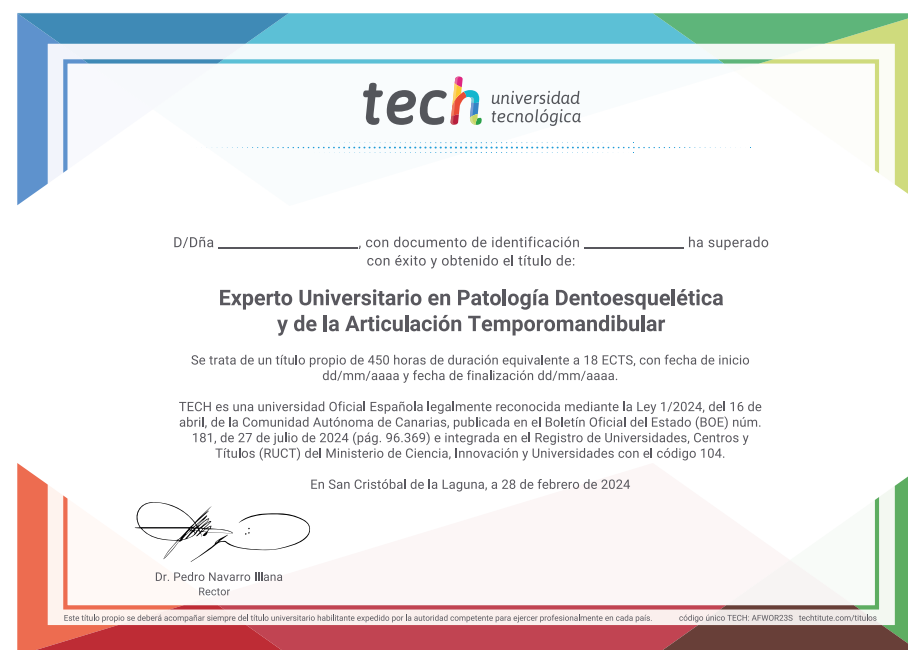 tech universidad
tecnológica
D/Dña ____________________, con documento de identificación ______________ ha superado
con éxito y obtenido el título de:
Experto Universitario en Patología Dentoesquelética
y de la Articulación Temporomandibular
Se trata de un título propio de 450 horas de duración equivalente a 18 ECTS, con fecha de inicio
dd/mm/aaaa y fecha de finalización dd/mm/aaaa.
TECH es una universidad Oficial Española legalmente reconocida mediante la Ley 1/2024, del 16 de
abril, de la Comunidad Autónoma de Canarias, publicada en el Boletín Oficial del Estado (BOE) núm.
181, de 27 de julio de 2024 (pág. 96.369) e integrada en el Registro de Universidades, Centros y
Títulos (RUCT) del Ministerio de Ciencia, Innovación y Universidades con el código 104.
En San Cristóbal de la Laguna, a 28 de febrero de 2024
Dr. Pedro Navarro Illana
Rector
Este título propio se deberá acompañar siempre del título universitario habilitante expedido por la autoridad competente para ejercer profesionalmente en cada país. código único TECH: AFWOR23S techtitute.com/titulos